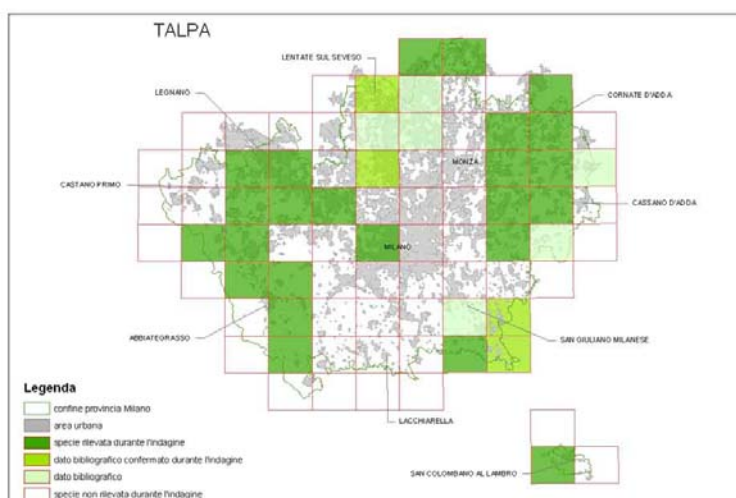 TALPA
LENTATE SUL SEVESO
LEGNANO
CORNATE D'ADDA
MONZA
CASTANO PRIMO
CASSANO D'ADDA
MILANO
ABBIATEGRASSO
SAN GIULIANO MILANESE
LACCHIARELLA
SAN COLOMBANO AL LAMBRO
Legenda
confine provincia Milano
area urbana
specie rilevata durante l'indagine
dato bibliografico confermato durante l'indagine
dato bibliografico
specie non rilevata durante l'indagine